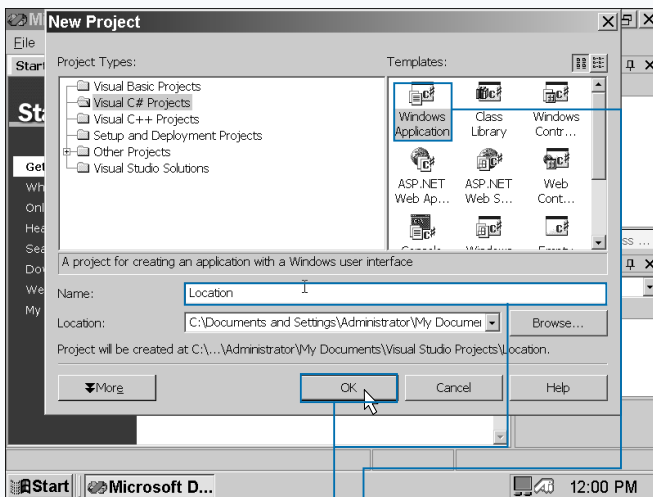 Mi
New Project
File
Start
Project Types:
Templates:
Visual Basic Projects
Visual C# Projects
Visual C++ Projects
Setup and Deployment Projects
Other Projects
Visual Studio Solutions
Windows Application
Class Library
Windows Contr...
ASP.NET Web Ap...
ASP.NET Web S...
Web Cont...
Sta
Get
Wh
Onl
Hea
Sea
Do
We
My
ss ...
A project for creating an application with a Windows user interface
Name:
Location
Location:
C:\Documents and Settings\Administrator\My Documer
Browse...
Project will be created at C:\...\Administrator\My Documents\Visual Studio Projects\Location.
More
OK
Cancel
Help
Start
Microsoft D...
12:00 PM